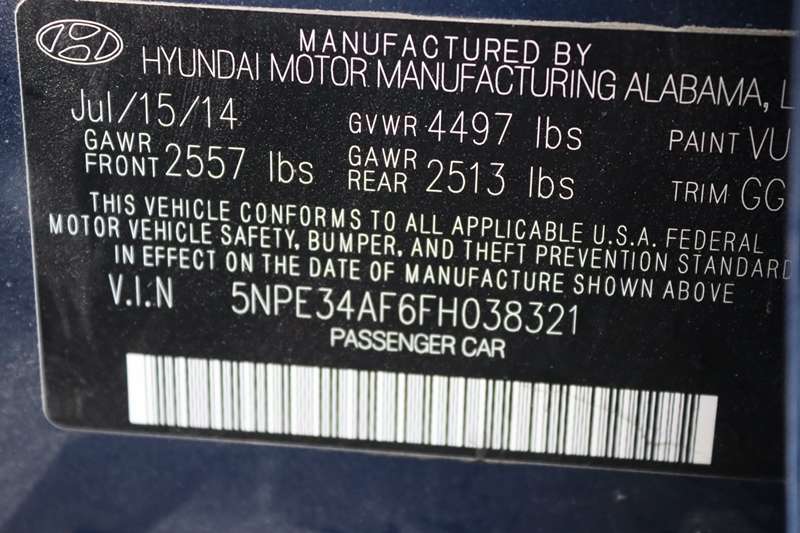 MANUFACTURED BY
HYUNDAI MOTOR MANUFACTURING ALABAMA, L
Jul/15/14 GVWR 4497 lbs PAINT VU
GAWR FRONT 2557 lbs GAWR REAR 2513 lbs TRIM GG
THIS VEHICLE CONFORMS TO ALL APPLICABLE U.S.A. FEDERAL
MOTOR VEHICLE SAFETY, BUMPER, AND THEFT PREVENTION STANDARD
IN EFFECT ON THE DATE OF MANUFACTURE SHOWN ABOVE
V.I.N 5NPE34AF6FH038321
PASSENGER CAR